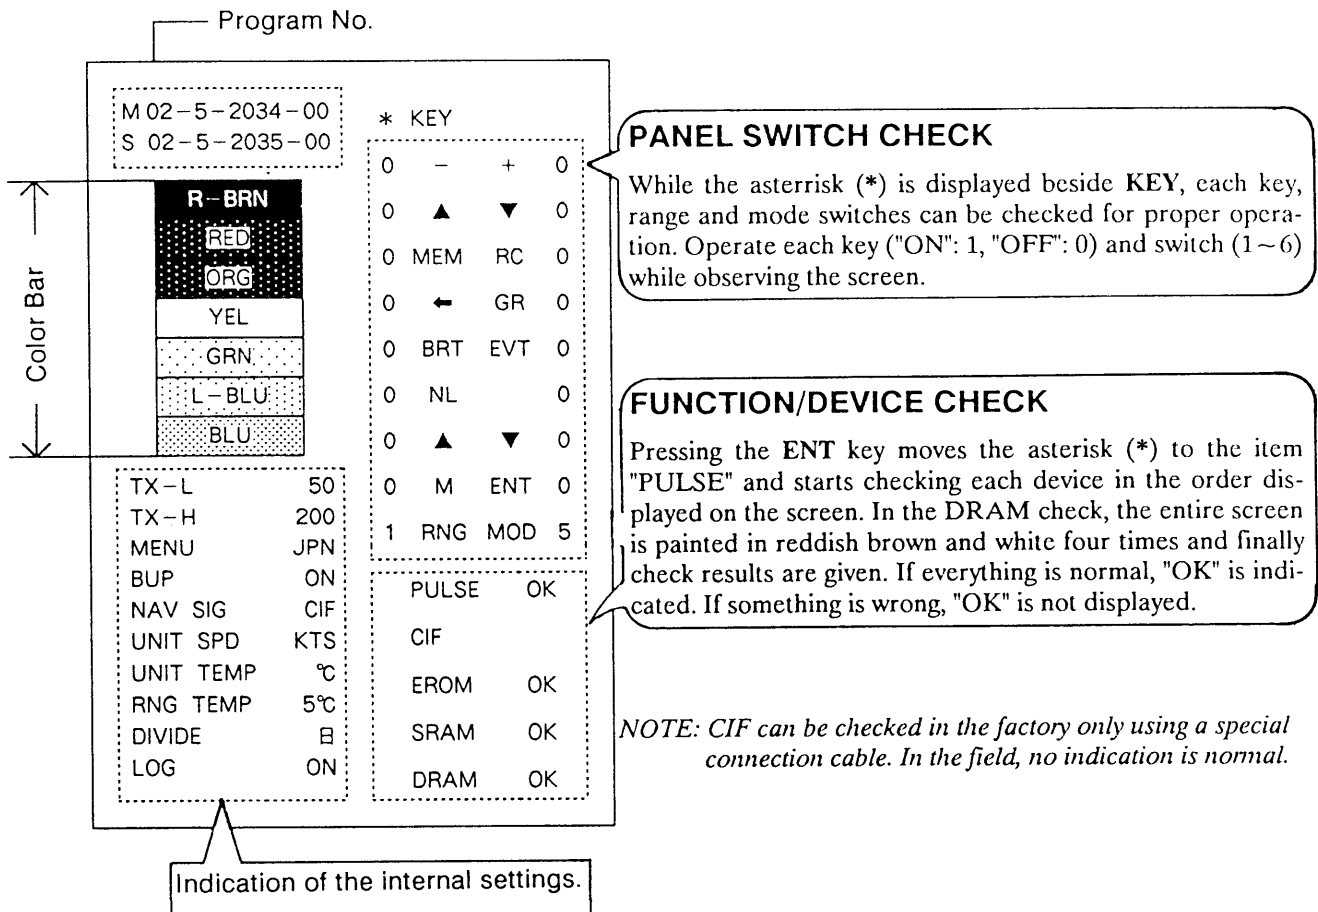 Program No.
M 02-5-2034-00
S 02-5-2035-00
Color Bar
R-BRN
RED
ORG
YEL
GRN
L-BLU
BLU
TX-L 50
TX-H 200
MENU JPN
BUP ON
NAV SIG CIF
UNIT SPD KTS
UNIT TEMP ℃
RNG TEMP 5℃
DIVIDE 日
LOG ON
Indication of the internal settings.
* KEY
0 - + 0
0 ▲ ▼ 0
0 MEM RC 0
0 ← GR 0
0 BRT EVT 0
0 NL 0
0 ▲ ▼ 0
0 M ENT 0
1 RNG MOD 5
PULSE OK
CIF
EROM OK
SRAM OK
DRAM OK
PANEL SWITCH CHECK
While the asterrisk (*) is displayed beside KEY, each key,
range and mode switches can be checked for proper opera-
tion. Operate each key ("ON": 1, "OFF": 0) and switch (1~6)
while observing the screen.
FUNCTION/DEVICE CHECK
Pressing the ENT key moves the asterisk (*) to the item
"PULSE" and starts checking each device in the order dis-
played on the screen. In the DRAM check, the entire screen
is painted in reddish brown and white four times and finally
check results are given. If everything is normal, "OK" is indi-
cated. If something is wrong, "OK" is not displayed.
NOTE: CIF can be checked in the factory only using a special
connection cable. In the field, no indication is normal.